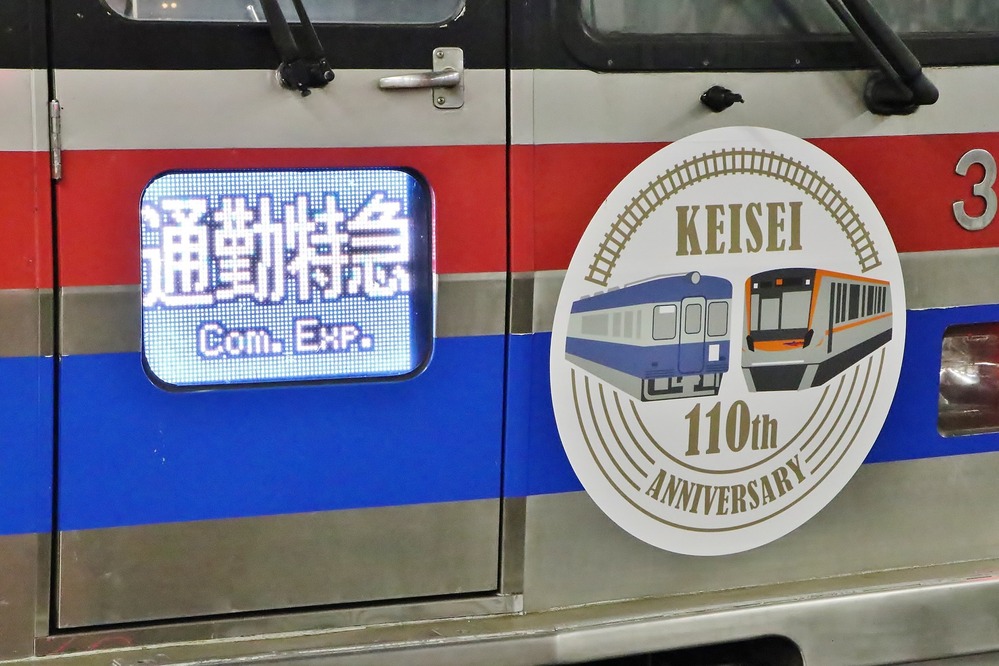 通勤特急
Com. Exp.
KEISEI
110th
ANNIVERSARY
3